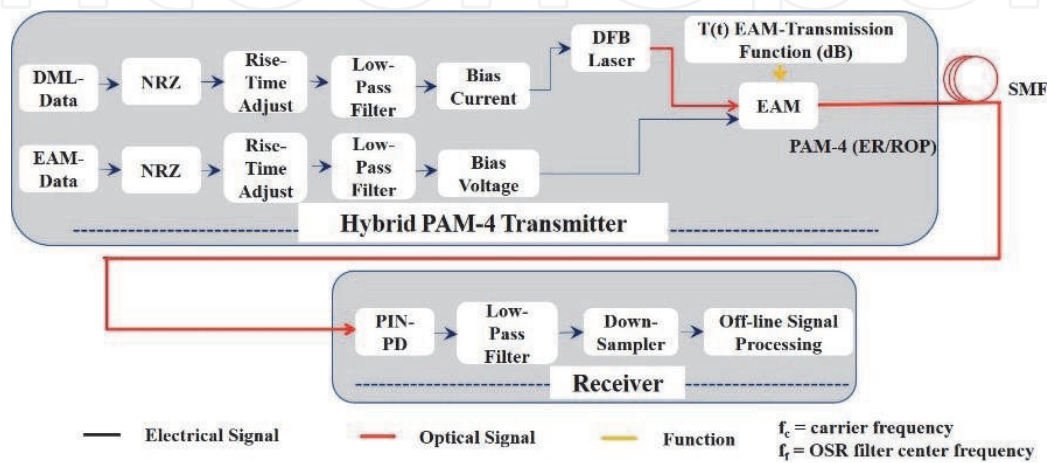 DML-
Data
NRZ
Rise-
Time
Adjust
Low-
Pass
Filter
Bias
Current
DFB
Laser
T(t) EAM-Transmission
Function (dB)
EAM
SMF
PAM-4 (ER/ROP)
EAM-
Data
NRZ
Rise-
Time
Adjust
Low-
Pass
Filter
Bias
Voltage
Hybrid PAM-4 Transmitter
PIN-
PD
Low-
Pass
Filter
Down-
Sampler
Off-line Signal
Processing
Receiver
Electrical Signal
Optical Signal
Function
fc = carrier frequency
ff = OSR filter center frequency